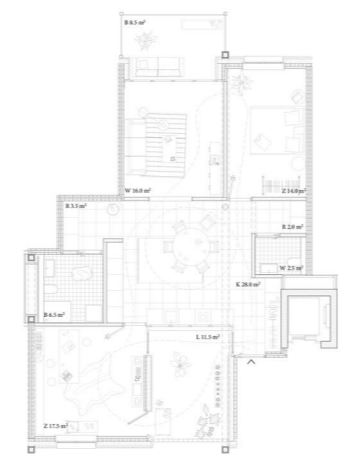 B 8.5 m²
W 16.0 m²
Z 14.0 m²
R 3.5 m²
R 2.0 m²
W 2.5 m²
K 28.0 m²
B 6.5 m²
L 11.5 m²
Z 17.5 m²